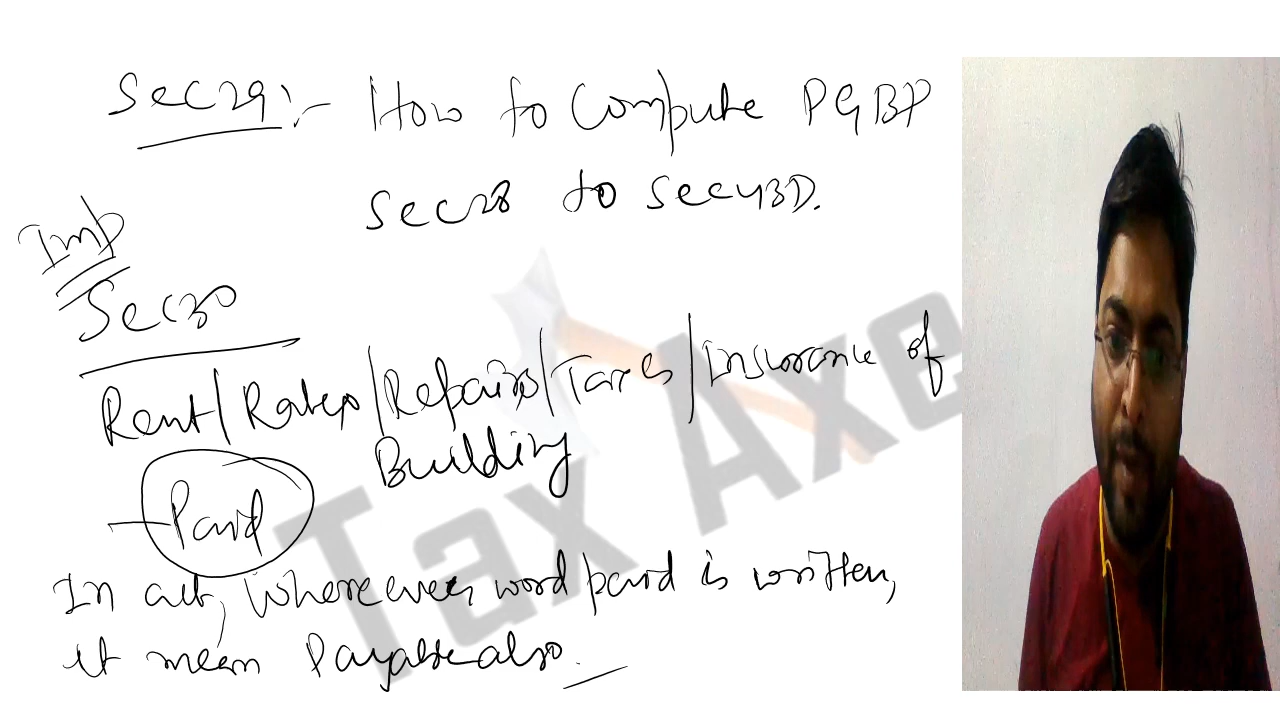 Sec29:- How to Compute PGBP
Sec28 to Sec43D.
Imp
Sec30
Rent/Rates/Repairs/Taxes/Insurance of
Building
- Paid
In act, Whereever word paid is written,
it mean Payable also.
Tax Axe